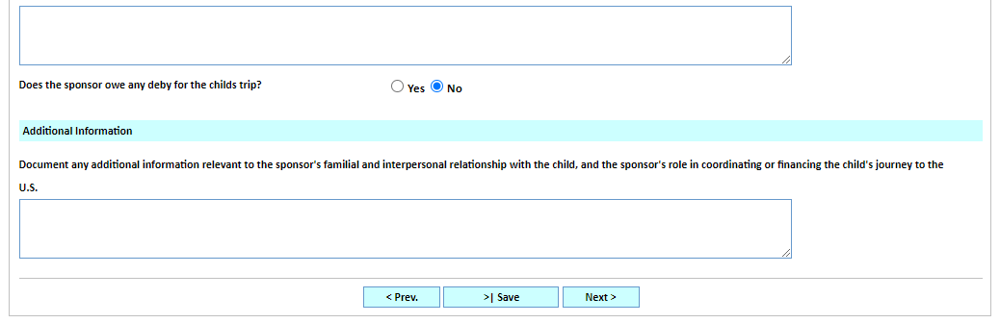 Does the sponsor owe any deby for the childs trip? Yes No
Additional Information
Document any additional information relevant to the sponsor's familial and interpersonal relationship with the child, and the sponsor's role in coordinating or financing the child's journey to the
U.S.
< Prev. >| Save Next >